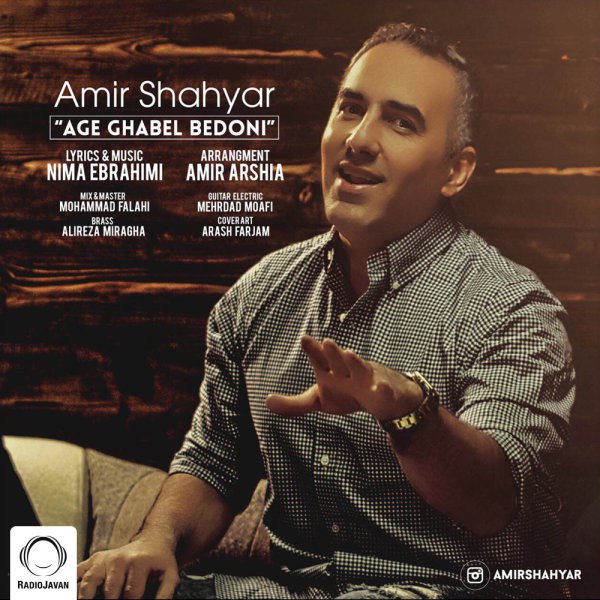 Amir Shahyar
"AGE GHABEL BEDONI"
LYRICS & MUSIC
NIMA EBRAHIMI
ARRANGMENT
AMIR ARSHIA
MIX & MASTER
MOHAMMAD FALAHI
GUITAR ELECTRIC
MEHRDAD MOAFI
BRASS
ALIREZA MIRAGHA
COVER ART
ARASH FARJAM
RADIOJAVAN
AMIRSHAHYAR